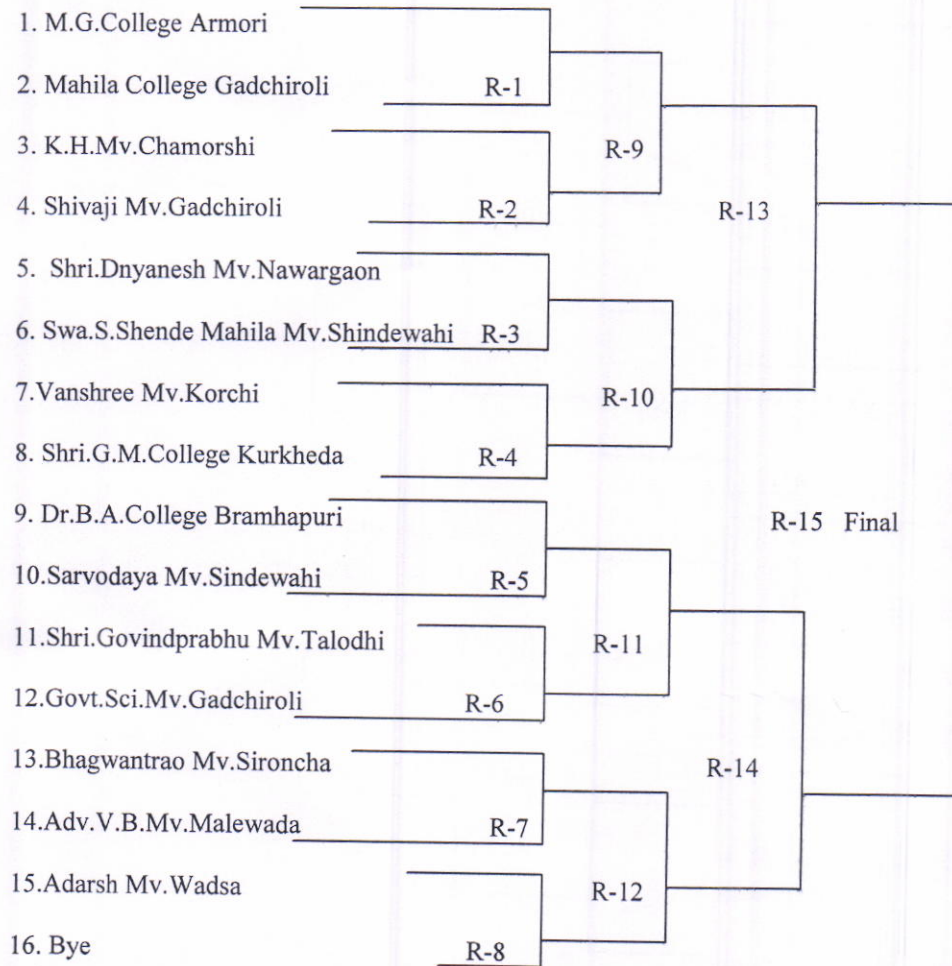 1. M.G.College Armori
2. Mahila College Gadchiroli R-1
3. K.H.Mv.Chamorshi R-9
4. Shivaji Mv.Gadchiroli R-2 R-13
5. Shri.Dnyanesh Mv.Nawargaon
6. Swa.S.Shende Mahila Mv.Shindewahi R-3
7.Vanshree Mv.Korchi R-10
8. Shri.G.M.College Kurkheda R-4
9. Dr.B.A.College Bramhapuri R-15 Final
10.Sarvodaya Mv.Sindewahi R-5
11.Shri.Govindprabhu Mv.Talodhi R-11
12.Govt.Sci.Mv.Gadchiroli R-6
13.Bhagwantrao Mv.Sironcha R-14
14.Adv.V.B.Mv.Malewada R-7
15.Adarsh Mv.Wadsa R-12
16. Bye R-8